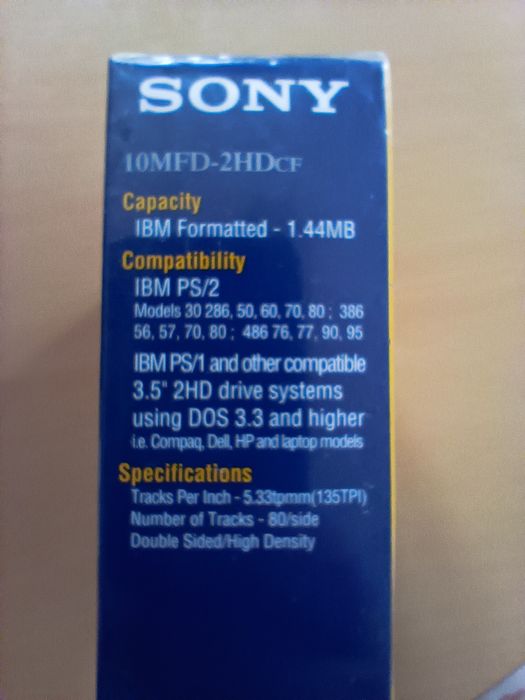 SONY
10MFD-2HDCF
Capacity
IBM Formatted - 1.44MB
Compatibility
IBM PS/2
Models 30 286, 50, 60, 70, 80 ; 386
56, 57, 70, 80 ; 486 76, 77, 90, 95
IBM PS/1 and other compatible
3.5" 2HD drive systems
using DOS 3.3 and higher
i.e. Compaq, Dell, HP and laptop models
Specifications
Tracks Per Inch - 5.33tpmm(135TPI)
Number of Tracks - 80/side
Double Sided/High Density